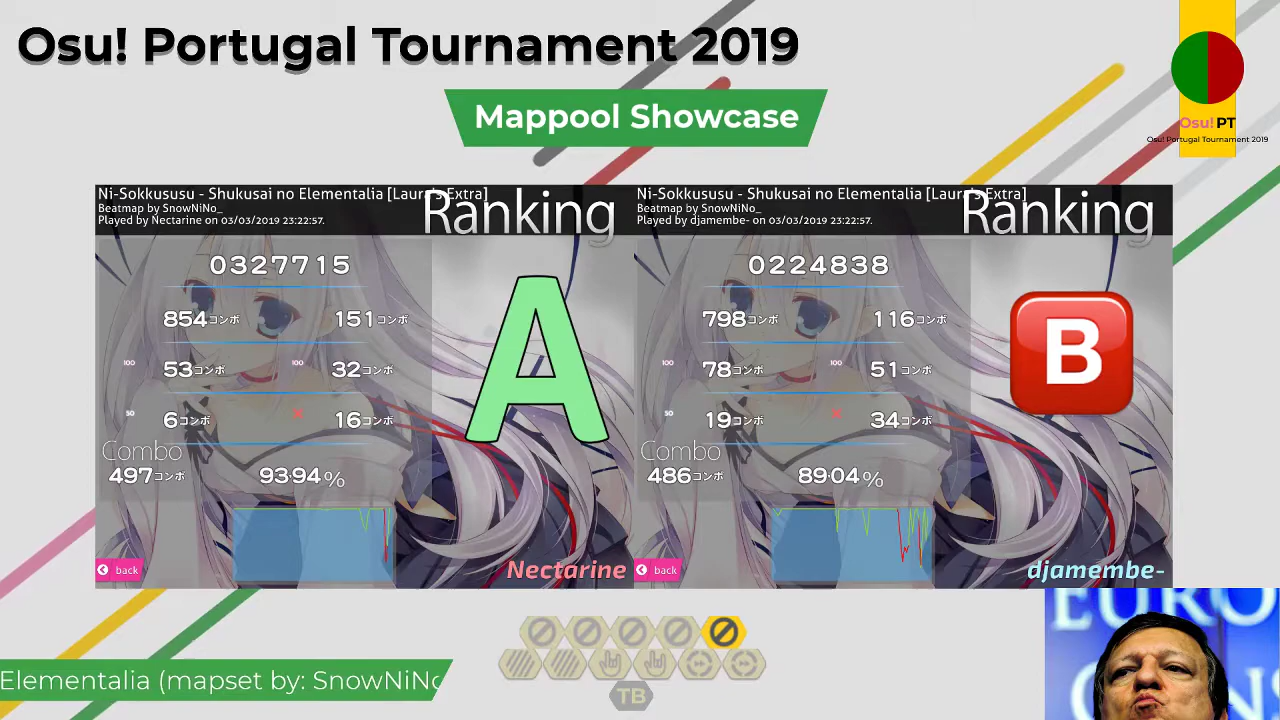 Osu! Portugal Tournament 2019
Mappool Showcase
Osu! PT
Osu! Portugal Tournament 2019
Ni-Sokkususu - Shukusai no Elementalia [Laura's Extra]
Beatmap by SnowNiNo_
Played by Nectarine on 03/03/2019 23:22:57.
Ranking
0327715
854コンボ 151コンボ
100 53コンボ 100 32コンボ
50 6コンボ 16コンボ
Combo
497コンボ 93.94%
A
back
Nectarine
Ni-Sokkususu - Shukusai no Elementalia [Laura's Extra]
Beatmap by SnowNiNo_
Played by djamembe- on 03/03/2019 23:22:57.
Ranking
0224838
798コンボ 116コンボ
100 78コンボ 100 51コンボ
50 19コンボ 34コンボ
Combo
486コンボ 89.04%
B
back
djamembe-
TB
Elementalia (mapset by: SnowNiNo
EURO